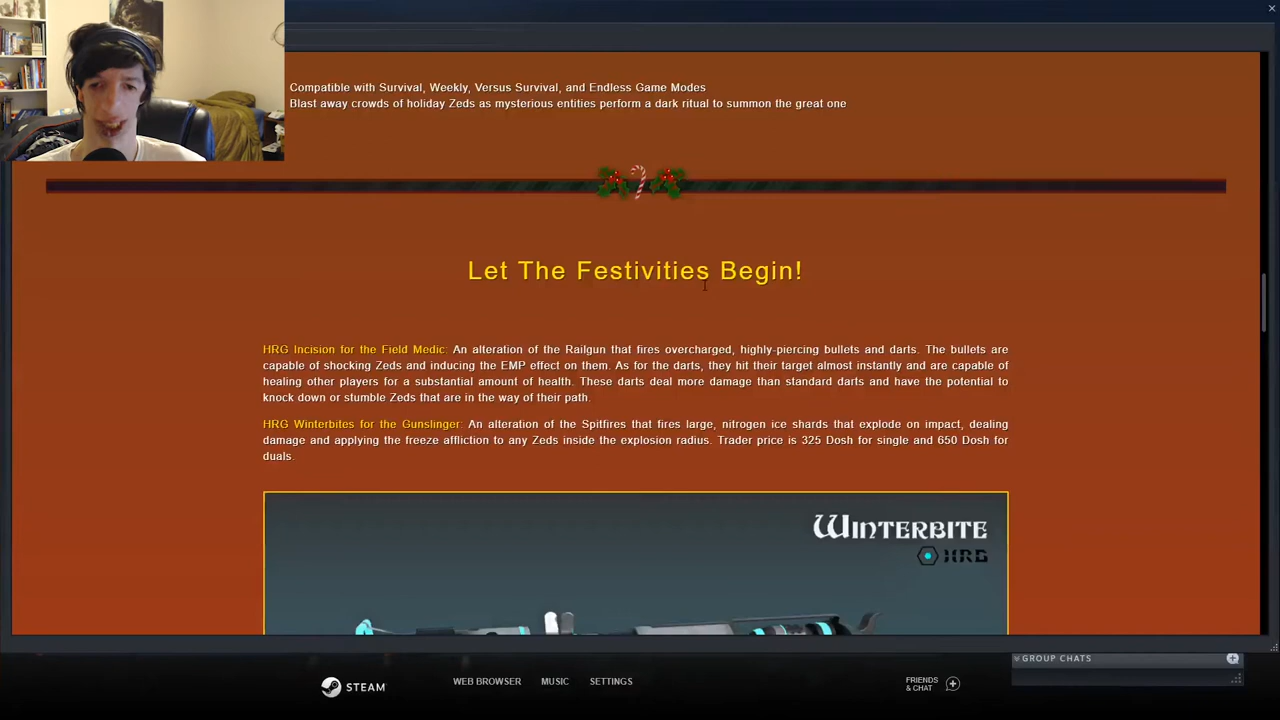 Compatible with Survival, Weekly, Versus Survival, and Endless Game Modes
Blast away crowds of holiday Zeds as mysterious entities perform a dark ritual to summon the great one
Let The Festivities Begin!
HRG Incision for the Field Medic: An alteration of the Railgun that fires overcharged, highly-piercing bullets and darts. The bullets are
capable of shocking Zeds and inducing the EMP effect on them. As for the darts, they hit their target almost instantly and are capable of
healing other players for a substantial amount of health. These darts deal more damage than standard darts and have the potential to
knock down or stumble Zeds that are in the way of their path.
HRG Winterbites for the Gunslinger: An alteration of the Spitfires that fires large, nitrogen ice shards that explode on impact, dealing
damage and applying the freeze affliction to any Zeds inside the explosion radius. Trader price is 325 Dosh for single and 650 Dosh for
duals.
WINTERBITE
HRG
GROUP CHATS
STEAM
WEB BROWSER
MUSIC
SETTINGS
FRIENDS
& CHAT